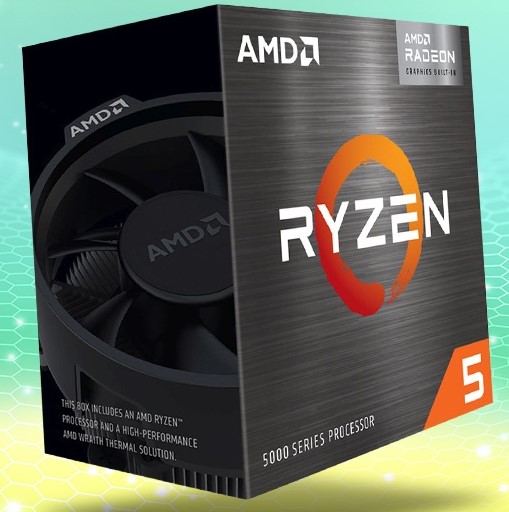 AMD
AMD
RADEON
GRAPHICS BUILT-IN
AMD
AMD
RYZEN
THIS BOX INCLUDES AN AMD RYZEN™
PROCESSOR AND A HIGH-PERFORMANCE
AMD WRAITH THERMAL SOLUTION.
5000 SERIES PROCESSOR
5